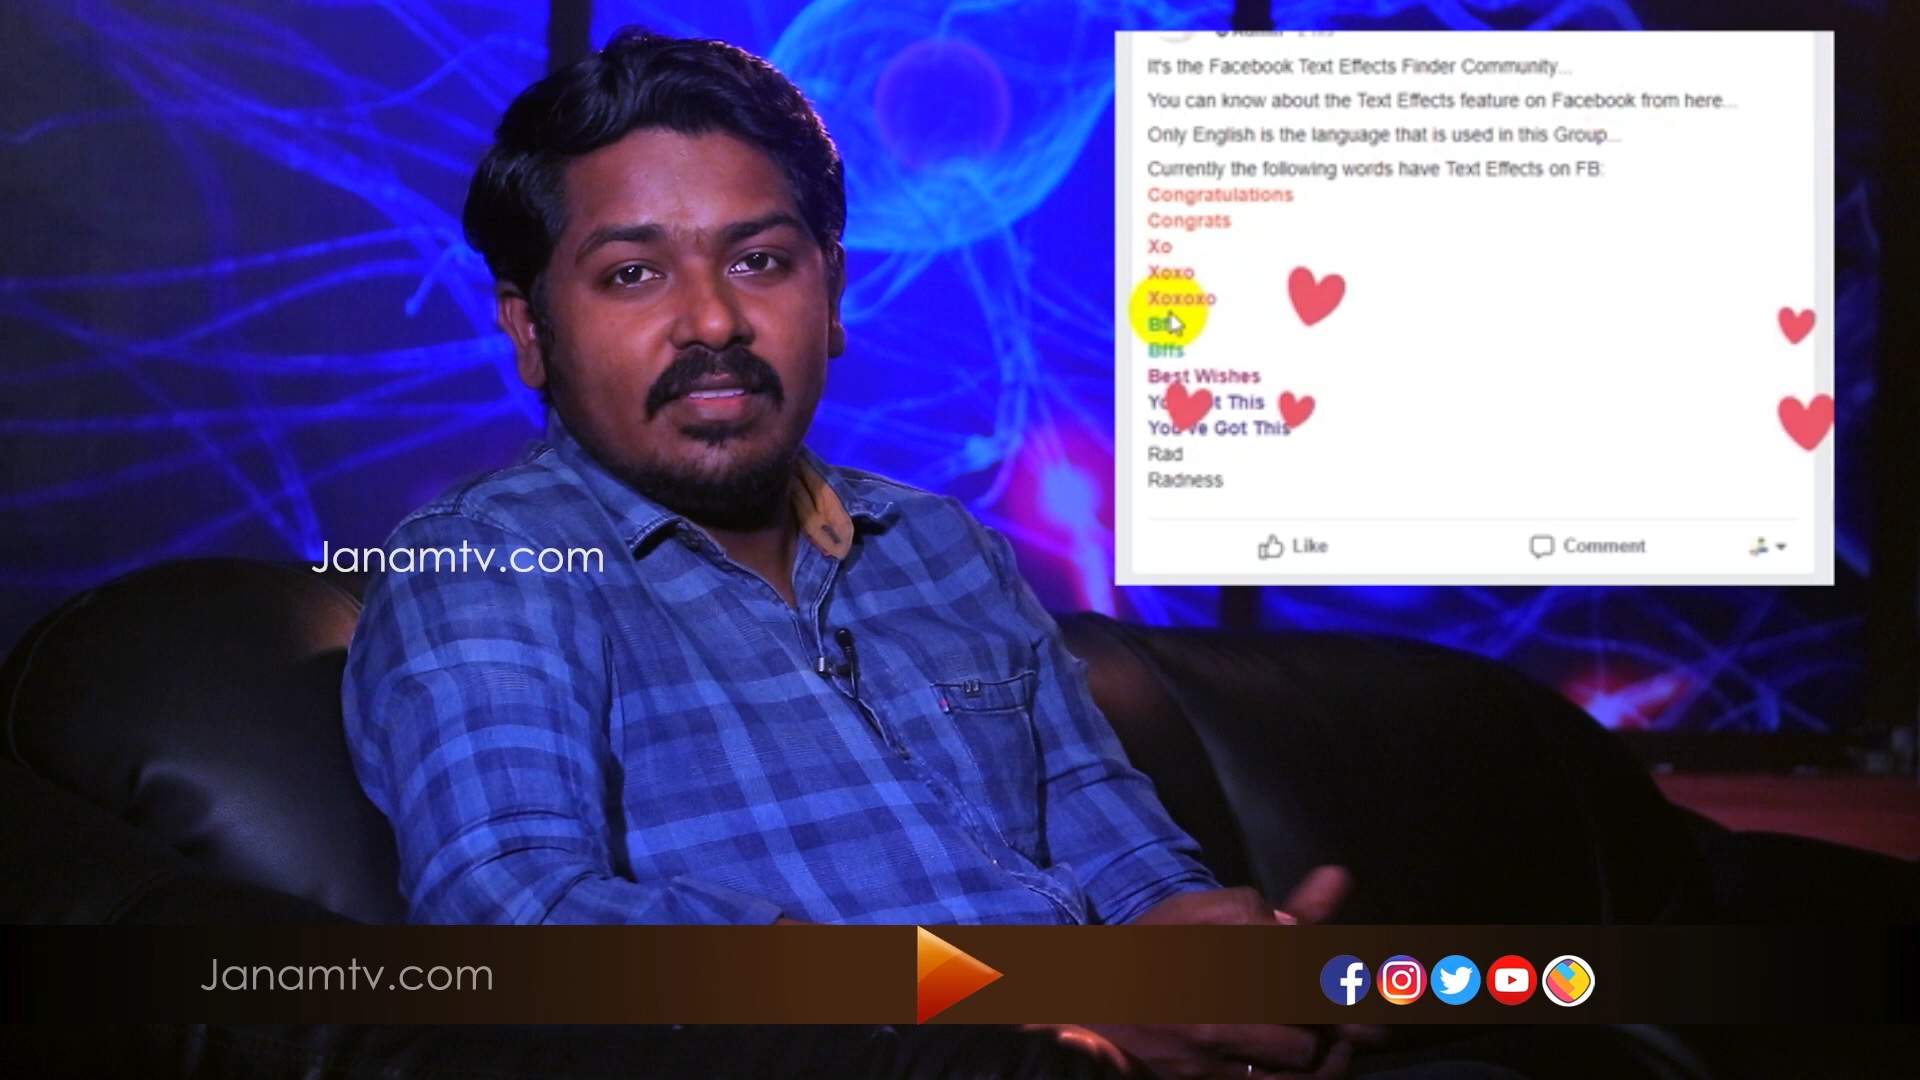 It's the Facebook Text Effects Finder Community...
You can know about the Text Effects feature on Facebook from here...
Only English is the language that is used in this Group...
Currently the following words have Text Effects on FB:
Congratulations
Congrats
Xo
Xoxo
Xoxoxo
Bffs
Best Wishes
This
Got This
Rad
Radness
Like
Comment
Janamtv.com
Janamtv.com